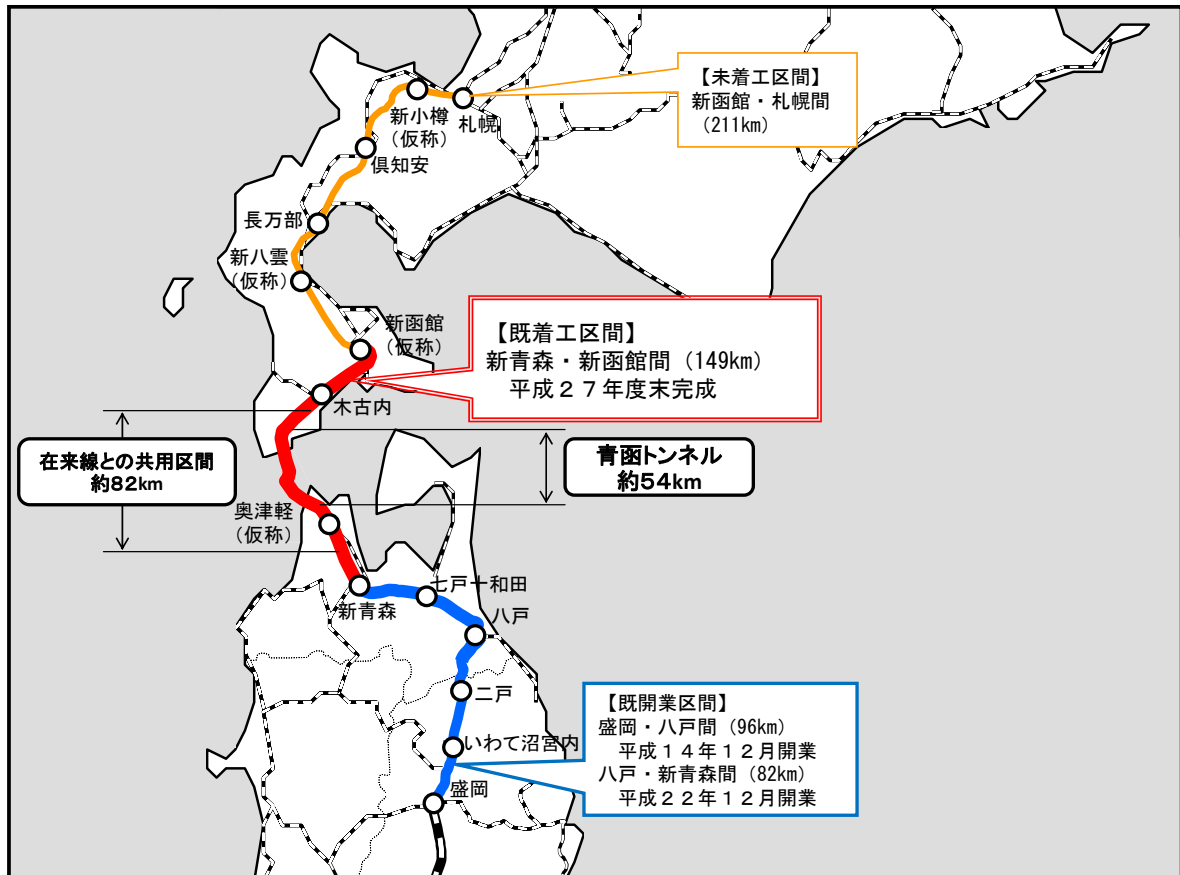 【未着工区間】
新函館・札幌間
(211km)
新小樽
(仮称)
札幌
倶知安
長万部
新八雲
(仮称)
新函館
(仮称)
【既着工区間】
新青森・新函館間 (149km)
平成27年度末完成
木古内
在来線との共用区間
約82km
青函トンネル
約54km
奥津軽
(仮称)
新青森
七戸十和田
八戸
二戸
いわて沼宮内
盛岡
【既開業区間】
盛岡・八戸間 (96km)
平成14年12月開業
八戸・新青森間 (82km)
平成22年12月開業